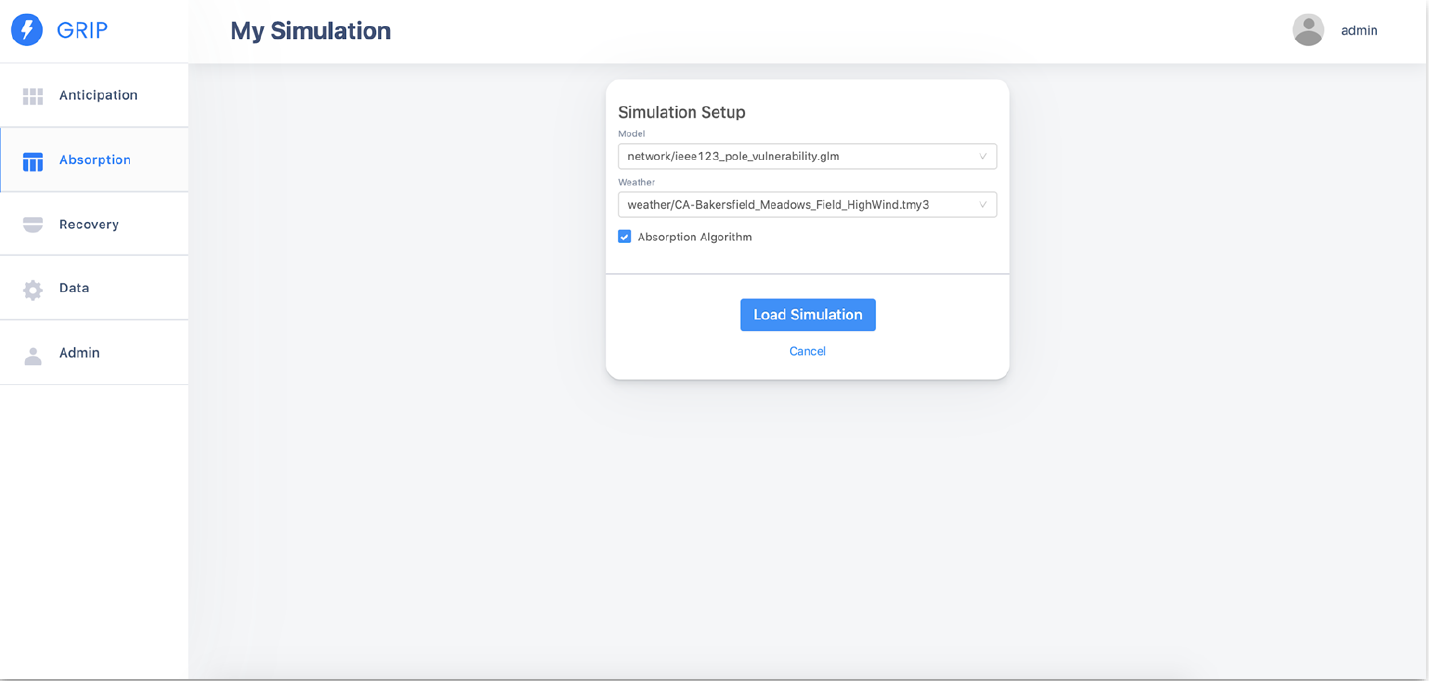 GRIP
My Simulation
admin
Anticipation
Absorption
Recovery
Data
Admin
Simulation Setup
Model
network/ieee123_pole_vulnerability.glm
Weather
weather/CA-Bakersfield_Meadows_Field_HighWind.tmy3
Absorption Algorithm
Load Simulation
Cancel